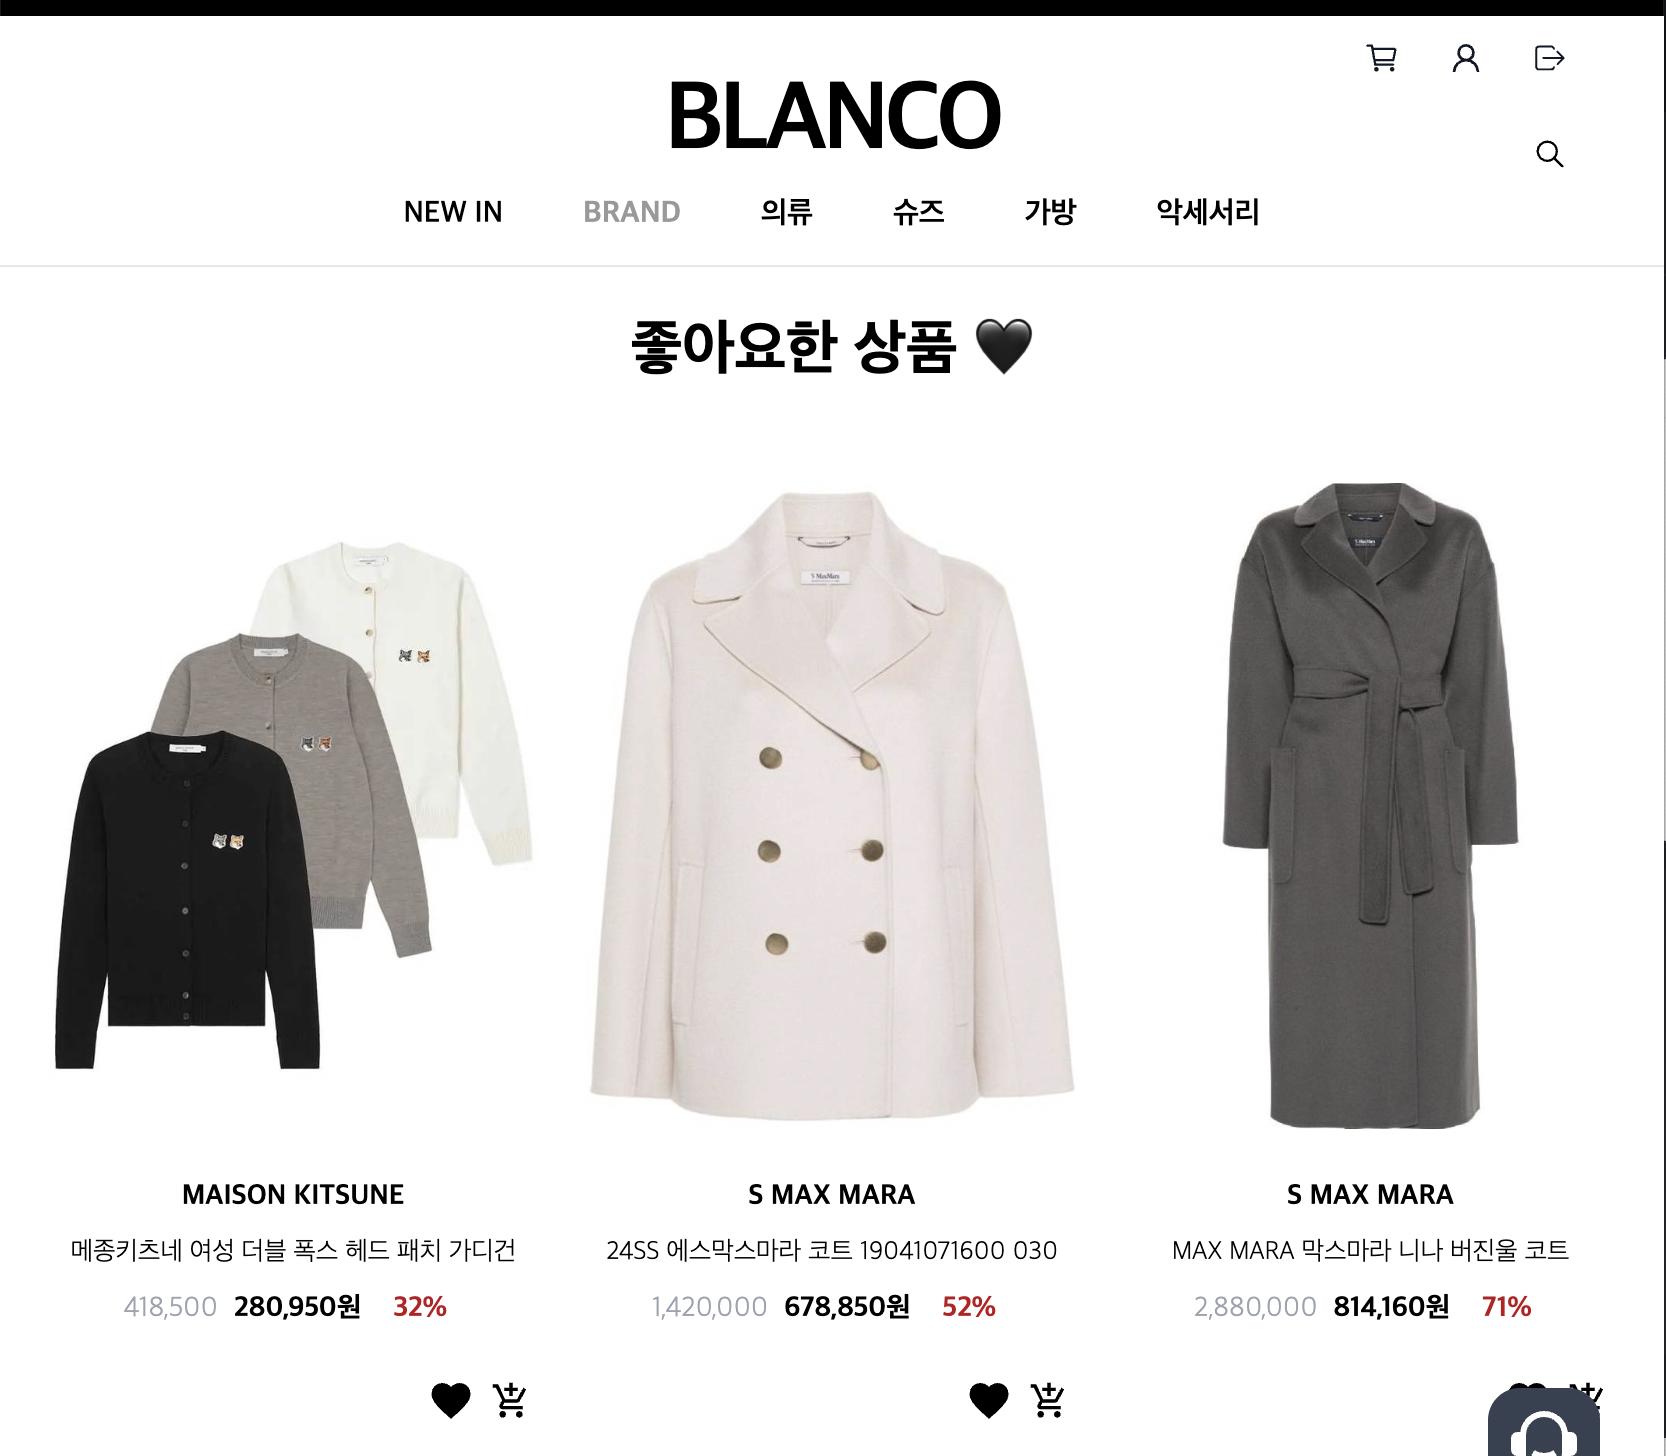 BLANCO
NEW IN BRAND 의류 슈즈 가방 악세서리
좋아요한 상품 🖤
S MaxMara
MAISON KITSUNE
메종키츠네 여성 더블 폭스 헤드 패치 가디건
418,500 280,950원 32%
S MAX MARA
24SS 에스막스마라 코트 19041071600 030
1,420,000 678,850원 52%
S MAX MARA
MAX MARA 막스마라 니나 버진울 코트
2,880,000 814,160원 71%